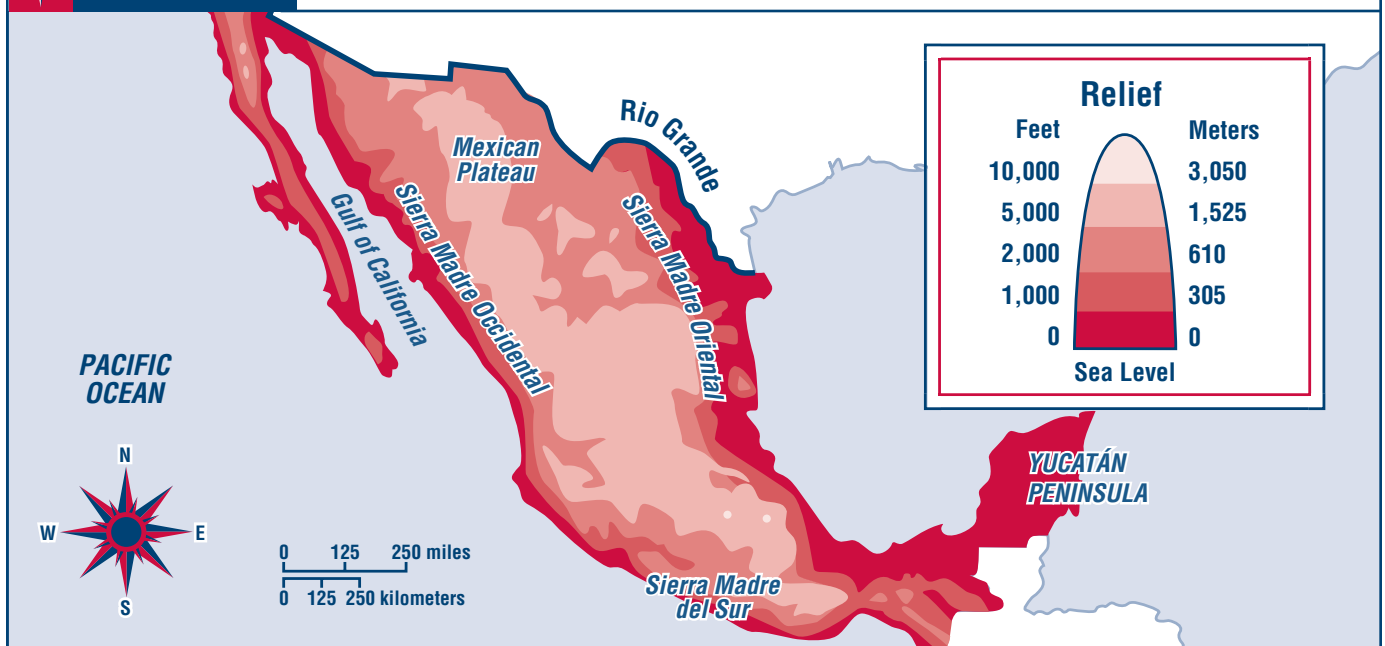 Rio Grande
Mexican
Plateau
Gulf of California
Sierra Madre Occidental
Sierra Madre Oriental
PACIFIC
OCEAN
YUCATÁN
PENINSULA
Sierra Madre
del Sur
N
W
E
S
0 125 250 miles
0 125 250 kilometers
Relief
Feet Meters
10,000 3,050
5,000 1,525
2,000 610
1,000 305
0 0
Sea Level